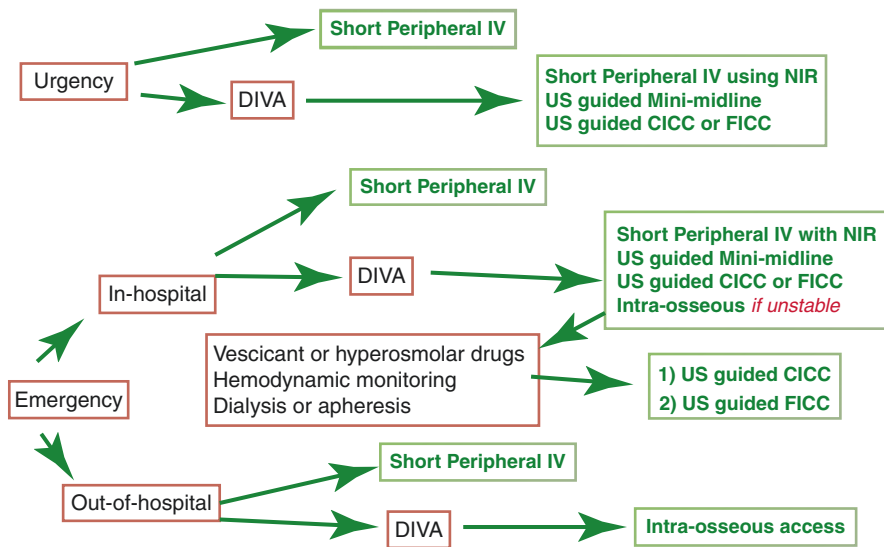 Short Peripheral IV
Urgency
DIVA
Short Peripheral IV using NIR
US guided Mini-midline
US guided CICC or FICC
Short Peripheral IV
In-hospital
DIVA
Short Peripheral IV with NIR
US guided Mini-midline
US guided CICC or FICC
Intra-osseous if unstable
Vescicant or hyperosmolar drugs
Hemodynamic monitoring
Dialysis or apheresis
1) US guided CICC
2) US guided FICC
Emergency
Short Peripheral IV
Out-of-hospital
DIVA
Intra-osseous access